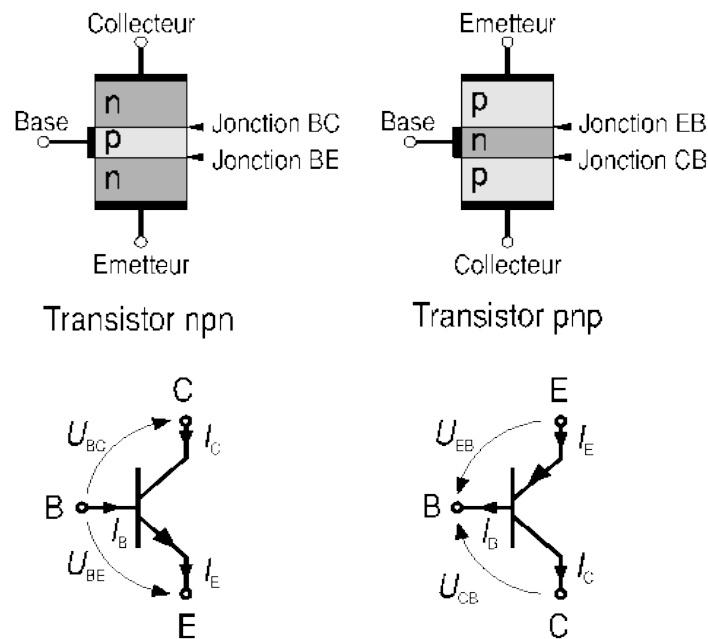 Collecteur
n
Base
p
Jonction BC
Jonction BE
n
Emetteur
Transistor npn
Emetteur
p
Base
n
Jonction EB
Jonction CB
p
Collecteur
Transistor pnp
C
U_BC
I_C
B
I_B
U_BE
I_E
E
E
U_EB
I_E
B
I_B
U_CB
I_C
C